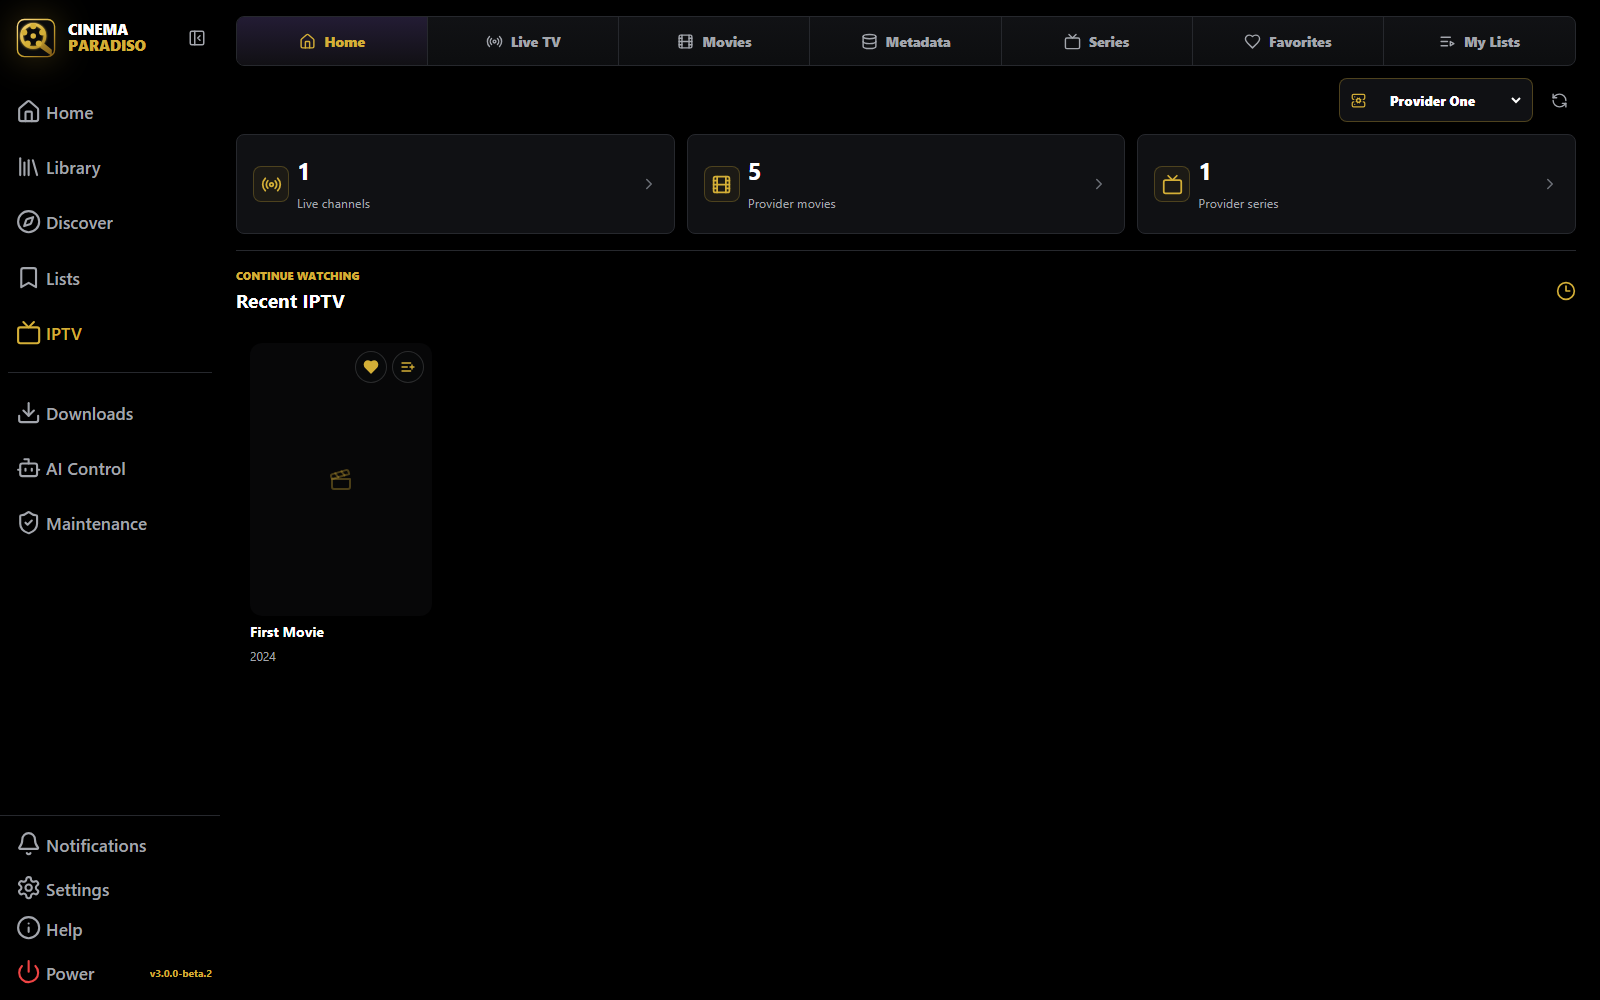 CINEMA
PARADISO
Home
Library
Discover
Lists
IPTV
Downloads
AI Control
Maintenance
Notifications
Settings
Help
Power
v3.0.0-beta.2
Home
Live TV
Movies
Metadata
Series
Favorites
My Lists
Provider One
1
Live channels
5
Provider movies
1
Provider series
CONTINUE WATCHING
Recent IPTV
First Movie
2024